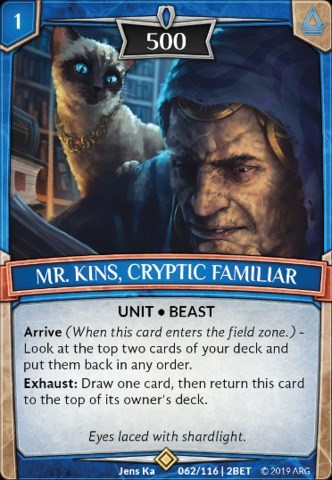 1
500
MR. KINS, CRYPTIC FAMILIAR
UNIT • BEAST
Arrive (When this card enters the field zone.) -
Look at the top two cards of your deck and
put them back in any order.
Exhaust: Draw one card, then return this card
to the top of its owner's deck.
Eyes laced with shardlight.
Jens Ka 062/116 | 2BET © 2019 ARG